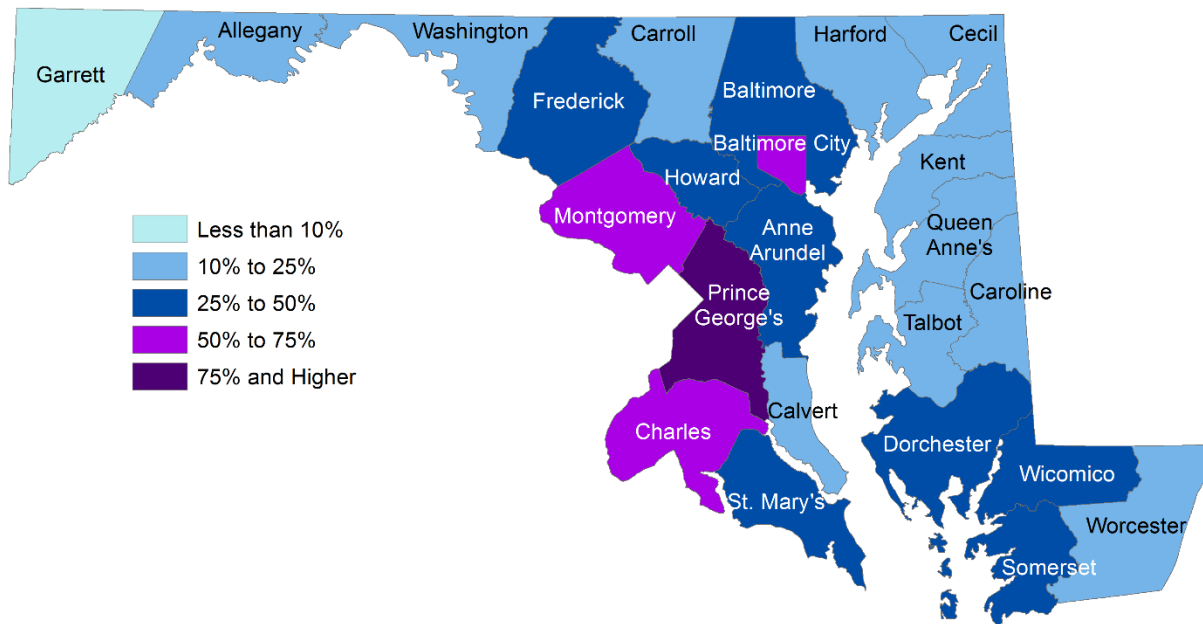 Garrett
Allegany
Washington
Carroll
Harford
Cecil
Frederick
Baltimore
Baltimore City
Howard
Kent
Montgomery
Anne
Arundel
Queen
Anne's
Prince
George's
Caroline
Talbot
Calvert
Charles
Dorchester
St. Mary's
Wicomico
Worcester
Somerset
Less than 10%
10% to 25%
25% to 50%
50% to 75%
75% and Higher